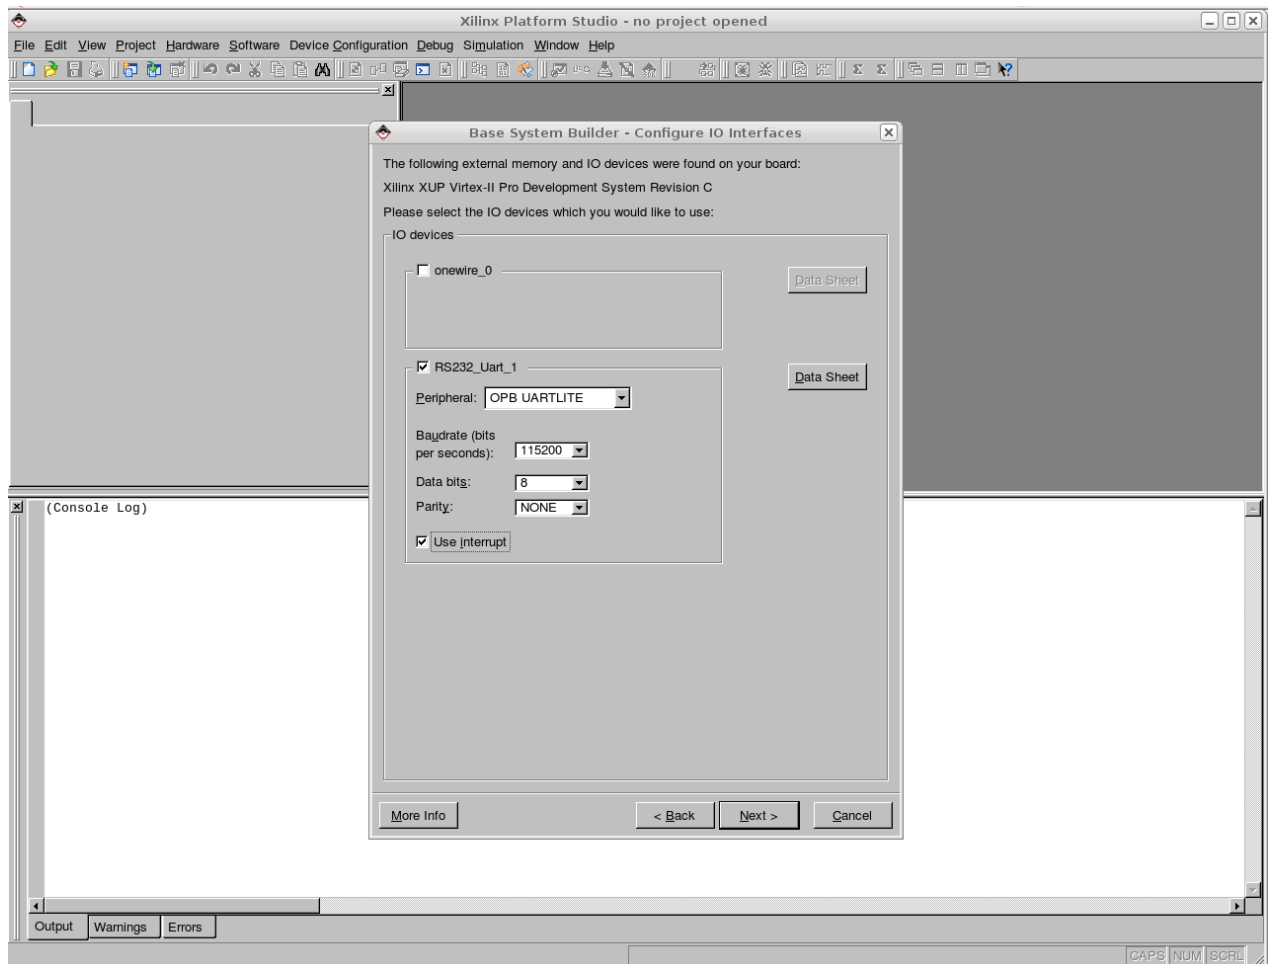 Xilinx Platform Studio - no project opened
File Edit View Project Hardware Software Device Configuration Debug Simulation Window Help
Base System Builder - Configure IO Interfaces
The following external memory and IO devices were found on your board:
Xilinx XUP Virtex-II Pro Development System Revision C
Please select the IO devices which you would like to use:
IO devices
onewire_0
Data Sheet
RS232_Uart_1
Data Sheet
Peripheral: OPB UARTLITE
Baudrate (bits
per seconds): 115200
Data bits: 8
Parity: NONE
Use interrupt
More Info < Back Next > Cancel
(Console Log)
Output Warnings Errors
CAPS NUM SCRL